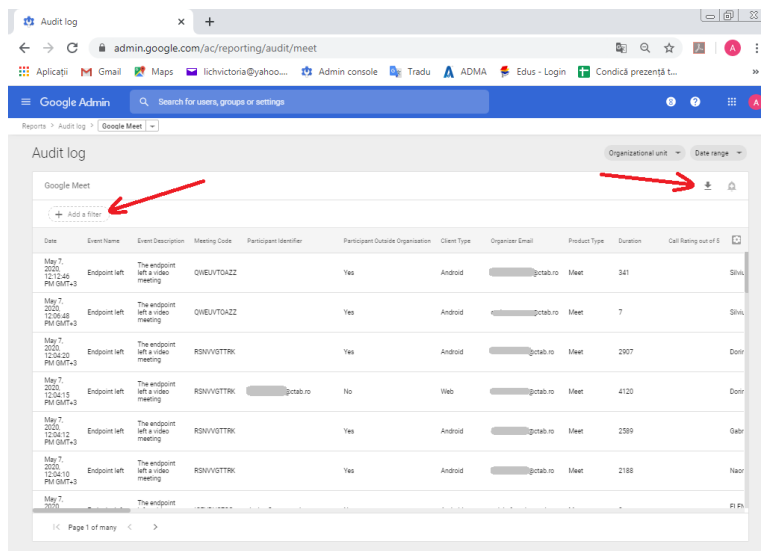 Audit log
admin.google.com/ac/reporting/audit/meet
A
Aplicații Gmail Maps lichvictoria@yahoo.... Admin console Tradu ADMA Edus - Login Condică prezență t... »
Google Admin Search for users, groups or settings 8 ? A
Reports > Audit log > Google Meet
Audit log Organizational unit Date range
Google Meet
+ Add a filter
Date Event Name Event Description Meeting Code Participant Identifier Participant Outside Organisation Client Type Organiser Email Product Type Duration Call Rating out of 5
May 7,
2020,
12:12:46
PM GMT+3
Endpoint left
The endpoint
left a video
meeting
QWEUVTOAZZ Yes Android @ctab.ro Meet 341 Silviu
May 7,
2020,
12:06:48
PM GMT+3
Endpoint left
The endpoint
left a video
meeting
QWEUVTOAZZ Yes Android @ctab.ro Meet 7 Silviu
May 7,
2020,
12:04:20
PM GMT+3
Endpoint left
The endpoint
left a video
meeting
RSNVVGTTRK Yes Android @ctab.ro Meet 2907 Dorin
May 7,
2020,
12:04:15
PM GMT+3
Endpoint left
The endpoint
left a video
meeting
RSNVVGTTRK @ctab.ro No Web @ctab.ro Meet 4120 Dorin
May 7,
2020,
12:04:12
PM GMT+3
Endpoint left
The endpoint
left a video
meeting
RSNVVGTTRK Yes Android @ctab.ro Meet 2589 Gabr
May 7,
2020,
12:04:10
PM GMT+3
Endpoint left
The endpoint
left a video
meeting
RSNVVGTTRK Yes Android @ctab.ro Meet 2188 Naor
May 7,
2020,
The endpoint
Page 1 of many